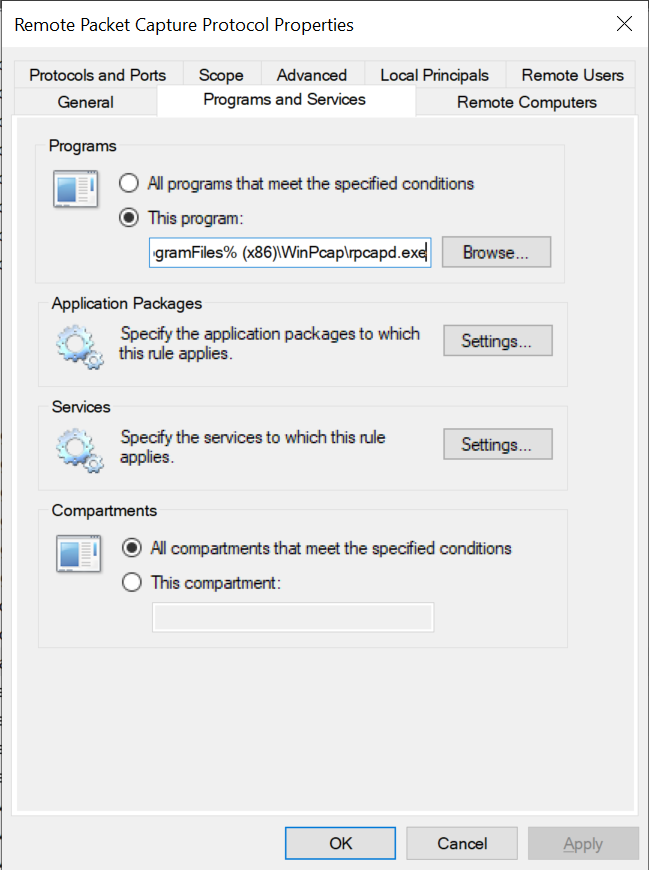 Remote Packet Capture Protocol Properties
Protocols and Ports Scope Advanced Local Principals Remote Users
General Programs and Services Remote Computers
Programs
All programs that meet the specified conditions
This program:
gramFiles% (x86)\WinPcap\rpcapd.exe Browse...
Application Packages
Specify the application packages to which
this rule applies.
Settings...
Services
Specify the services to which this rule
applies.
Settings...
Compartments
All compartments that meet the specified conditions
This compartment:
OK Cancel Apply